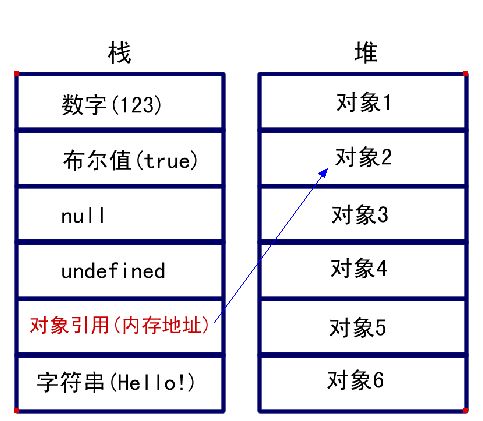 栈
数字(123)
布尔值(true)
null
undefined
对象引用(内存地址)
字符串(Hello!)
堆
对象1
对象2
对象3
对象4
对象5
对象6